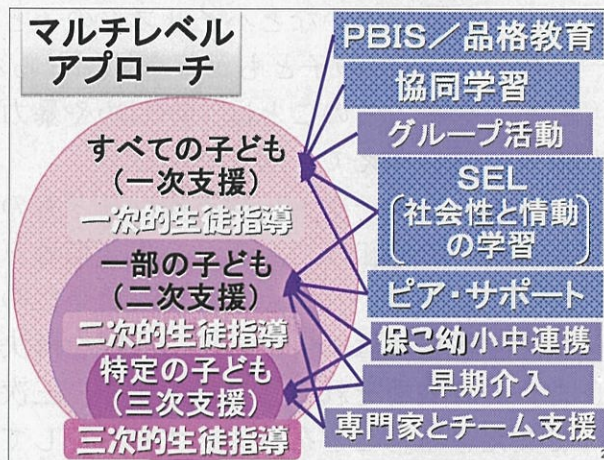 マルチレベル
アプローチ
すべての子ども
(一次支援)
一次的生徒指導
一部の子ども
(二次支援)
二次的生徒指導
特定の子ども
(三次支援)
三次的生徒指導
PBIS/品格教育
協同学習
グループ活動
SEL
(社会性と情動
の学習)
ピア・サポート
保こ幼小中連携
早期介入
専門家とチーム支援
2